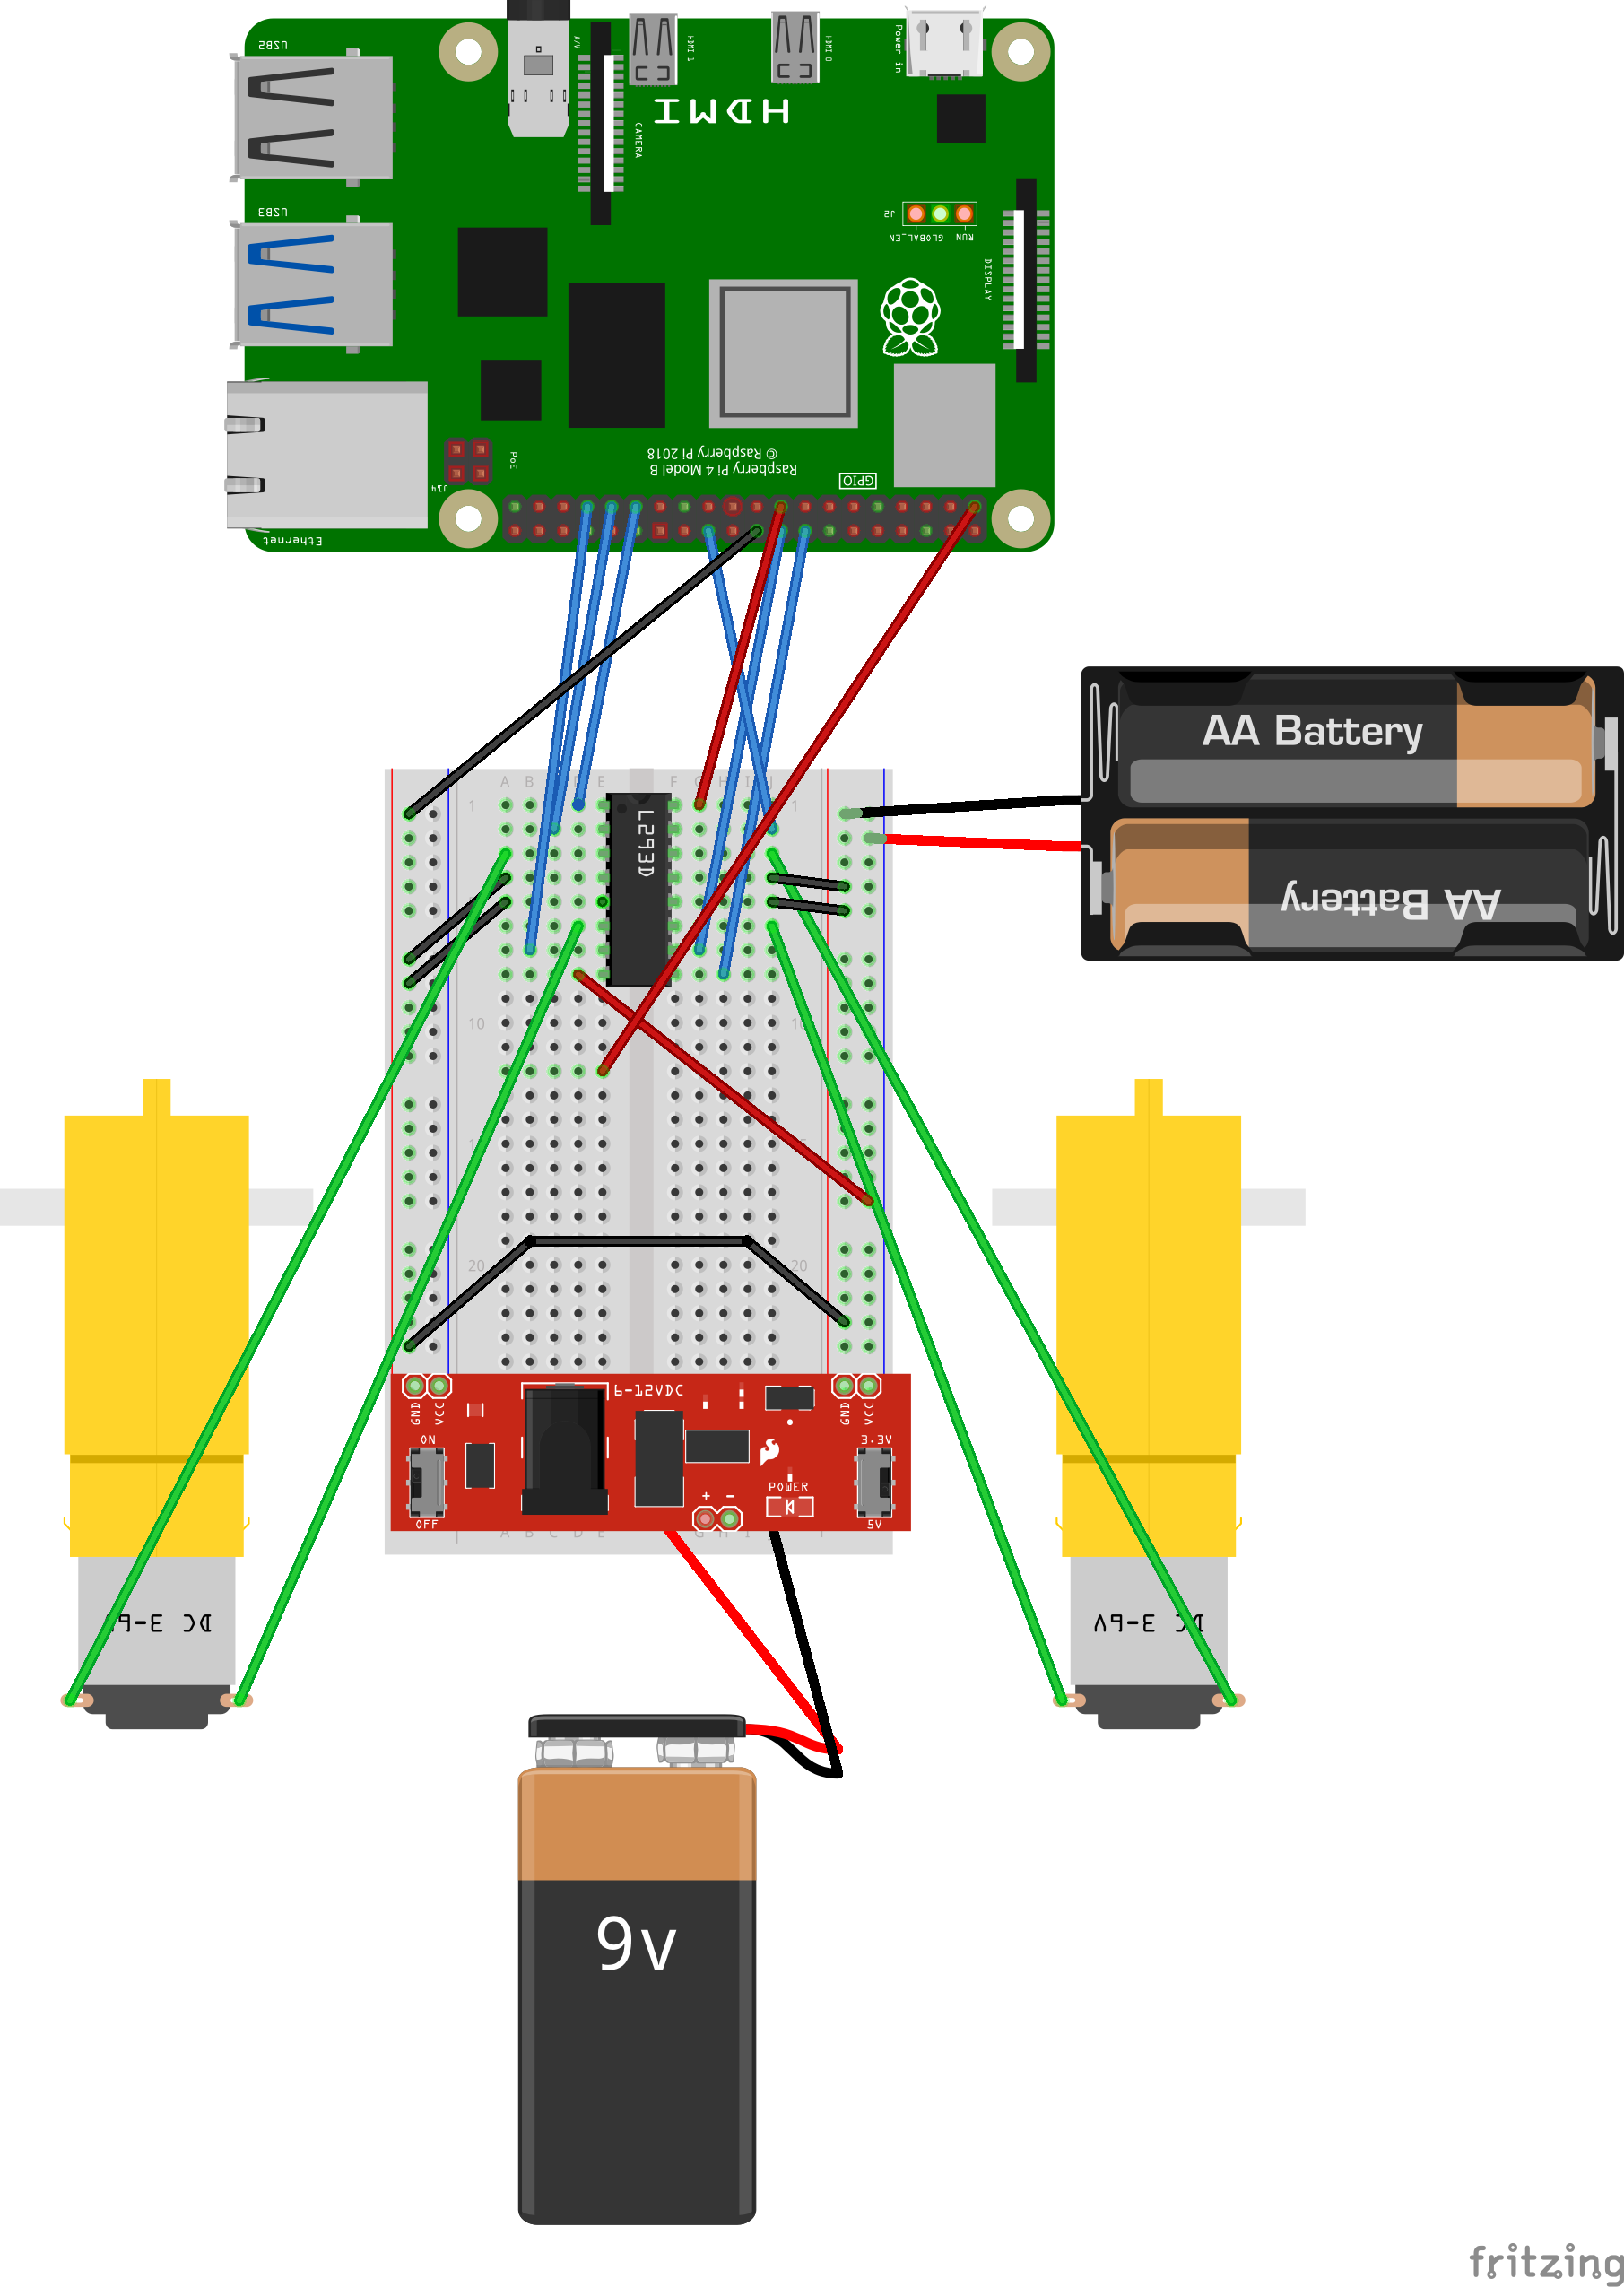 USB2
A/V
HDMI 1
HDMI 0
Power in
HDMI
CAMERA
USB3
J2
GLOBAL_EN
RUN
DISPLAY
PoE
J14
© Raspberry Pi 2018
Raspberry Pi 4 Model B
GPIO
Ethernet
AA Battery
AA Battery
A B E F I
1 1
L293D
10
20 20
6-12VDC
GND VCC
GND VCC
ON
3.3V
POWER
+ -
OFF
5V
A B C D E G H I
DC 3-6V
DC 3-6V
9v
fritzing